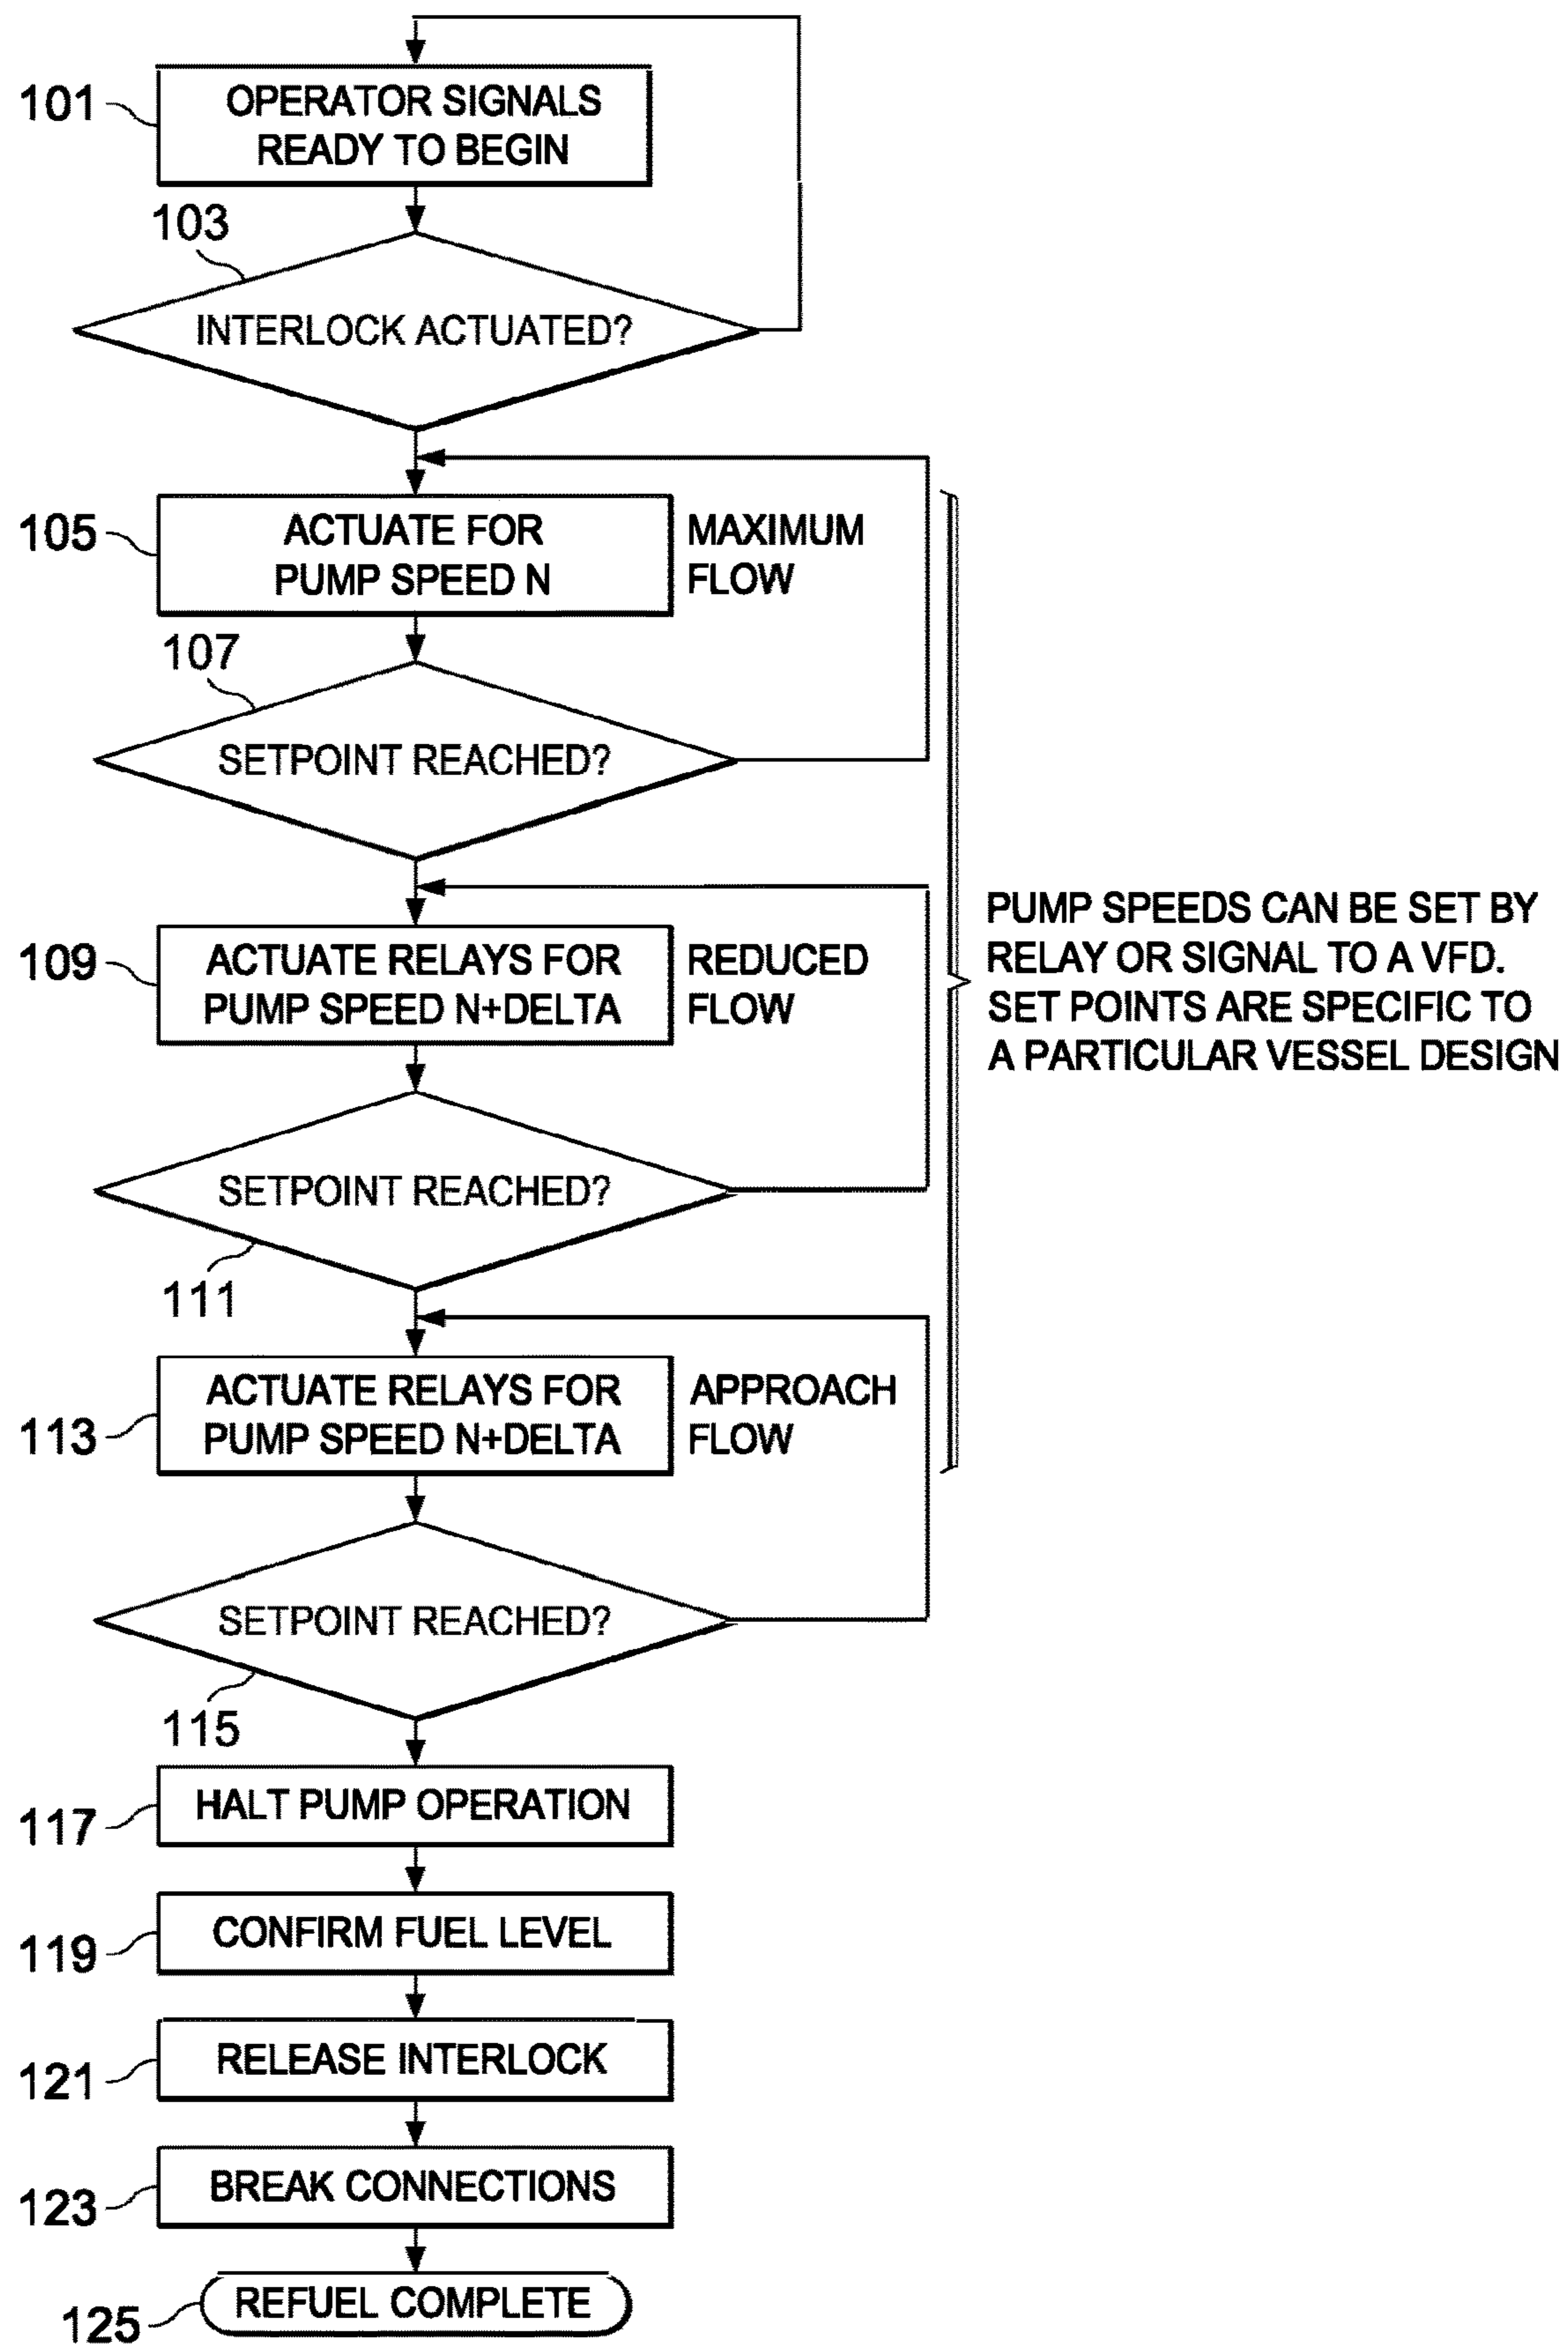 101
OPERATOR SIGNALS
READY TO BEGIN
103
INTERLOCK ACTUATED?
105
ACTUATE FOR
PUMP SPEED N
MAXIMUM
FLOW
107
SETPOINT REACHED?
109
ACTUATE RELAYS FOR
PUMP SPEED N+DELTA
REDUCED
FLOW
PUMP SPEEDS CAN BE SET BY
RELAY OR SIGNAL TO A VFD.
SET POINTS ARE SPECIFIC TO
A PARTICULAR VESSEL DESIGN
SETPOINT REACHED?
111
113
ACTUATE RELAYS FOR
PUMP SPEED N+DELTA
APPROACH
FLOW
SETPOINT REACHED?
115
117
HALT PUMP OPERATION
119
CONFIRM FUEL LEVEL
121
RELEASE INTERLOCK
123
BREAK CONNECTIONS
125
REFUEL COMPLETE